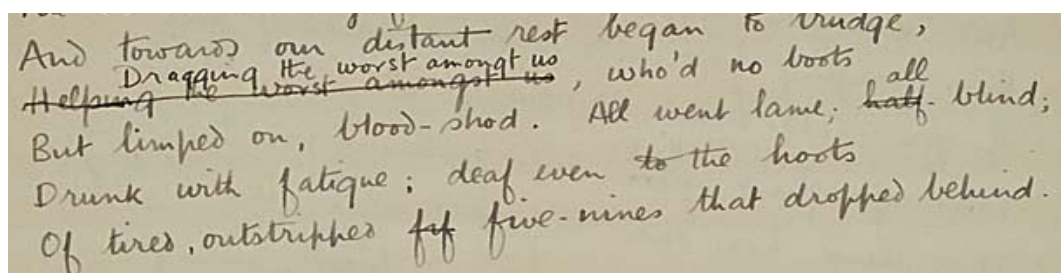 And towards our distant rest began to trudge,
Dragging the worst amongt us
Helping the worst amongst us, who'd no boots
all
But limped on, blood-shod. All went lame; half- blind;
Drunk with fatigue; deaf even to the hoots
Of tired, outstripped fif five-nines that dropped behind.